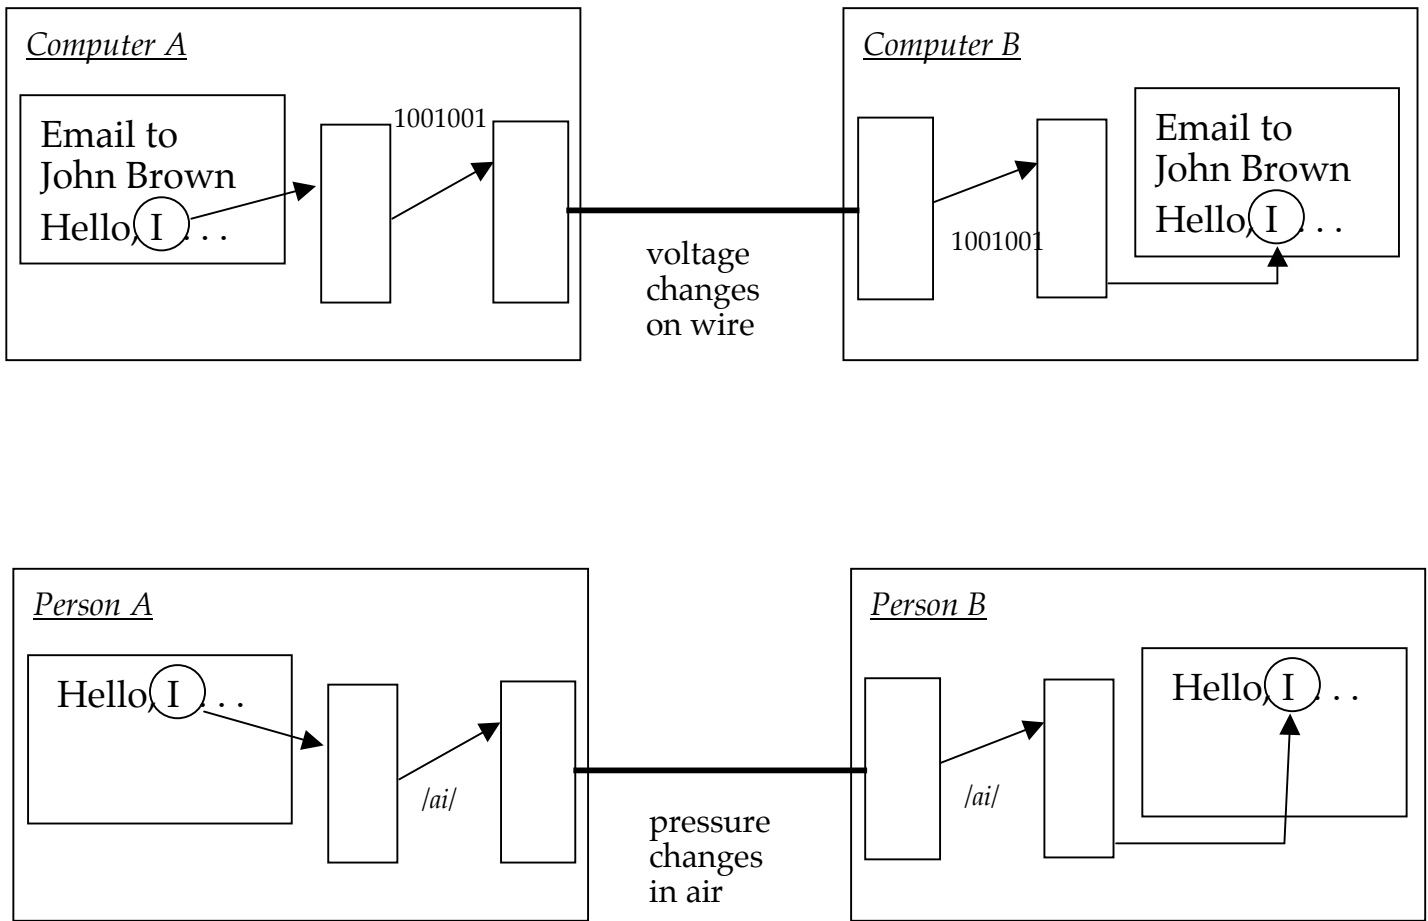 Computer A
Email to
John Brown
Hello, I . . .
1001001
voltage
changes
on wire
Computer B
1001001
Email to
John Brown
Hello, I . . .
Person A
Hello, I . . .
/ai/
pressure
changes
in air
Person B
/ai/
Hello, I . . .